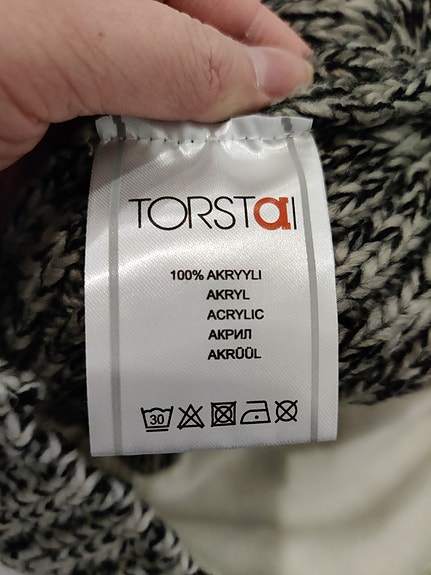 TORSTAI
100% AKRYYLI
AKRYL
ACRYLIC
АКРИЛ
AKRÜÜL
30